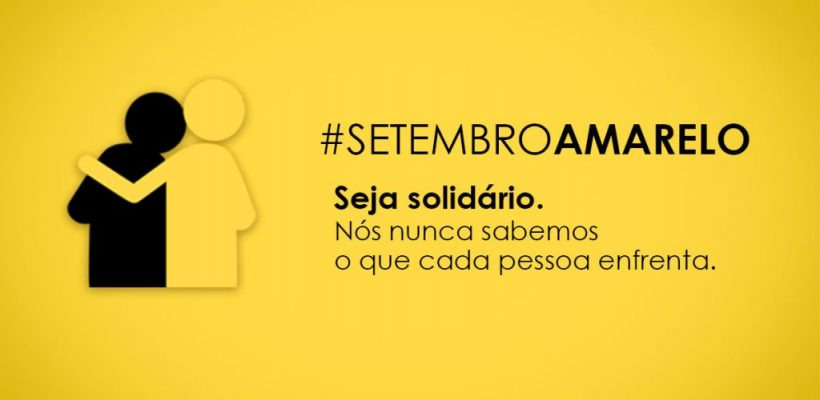 #SETEMBROAMARELO
Seja solidário.
Nós nunca sabemos
o que cada pessoa enfrenta.